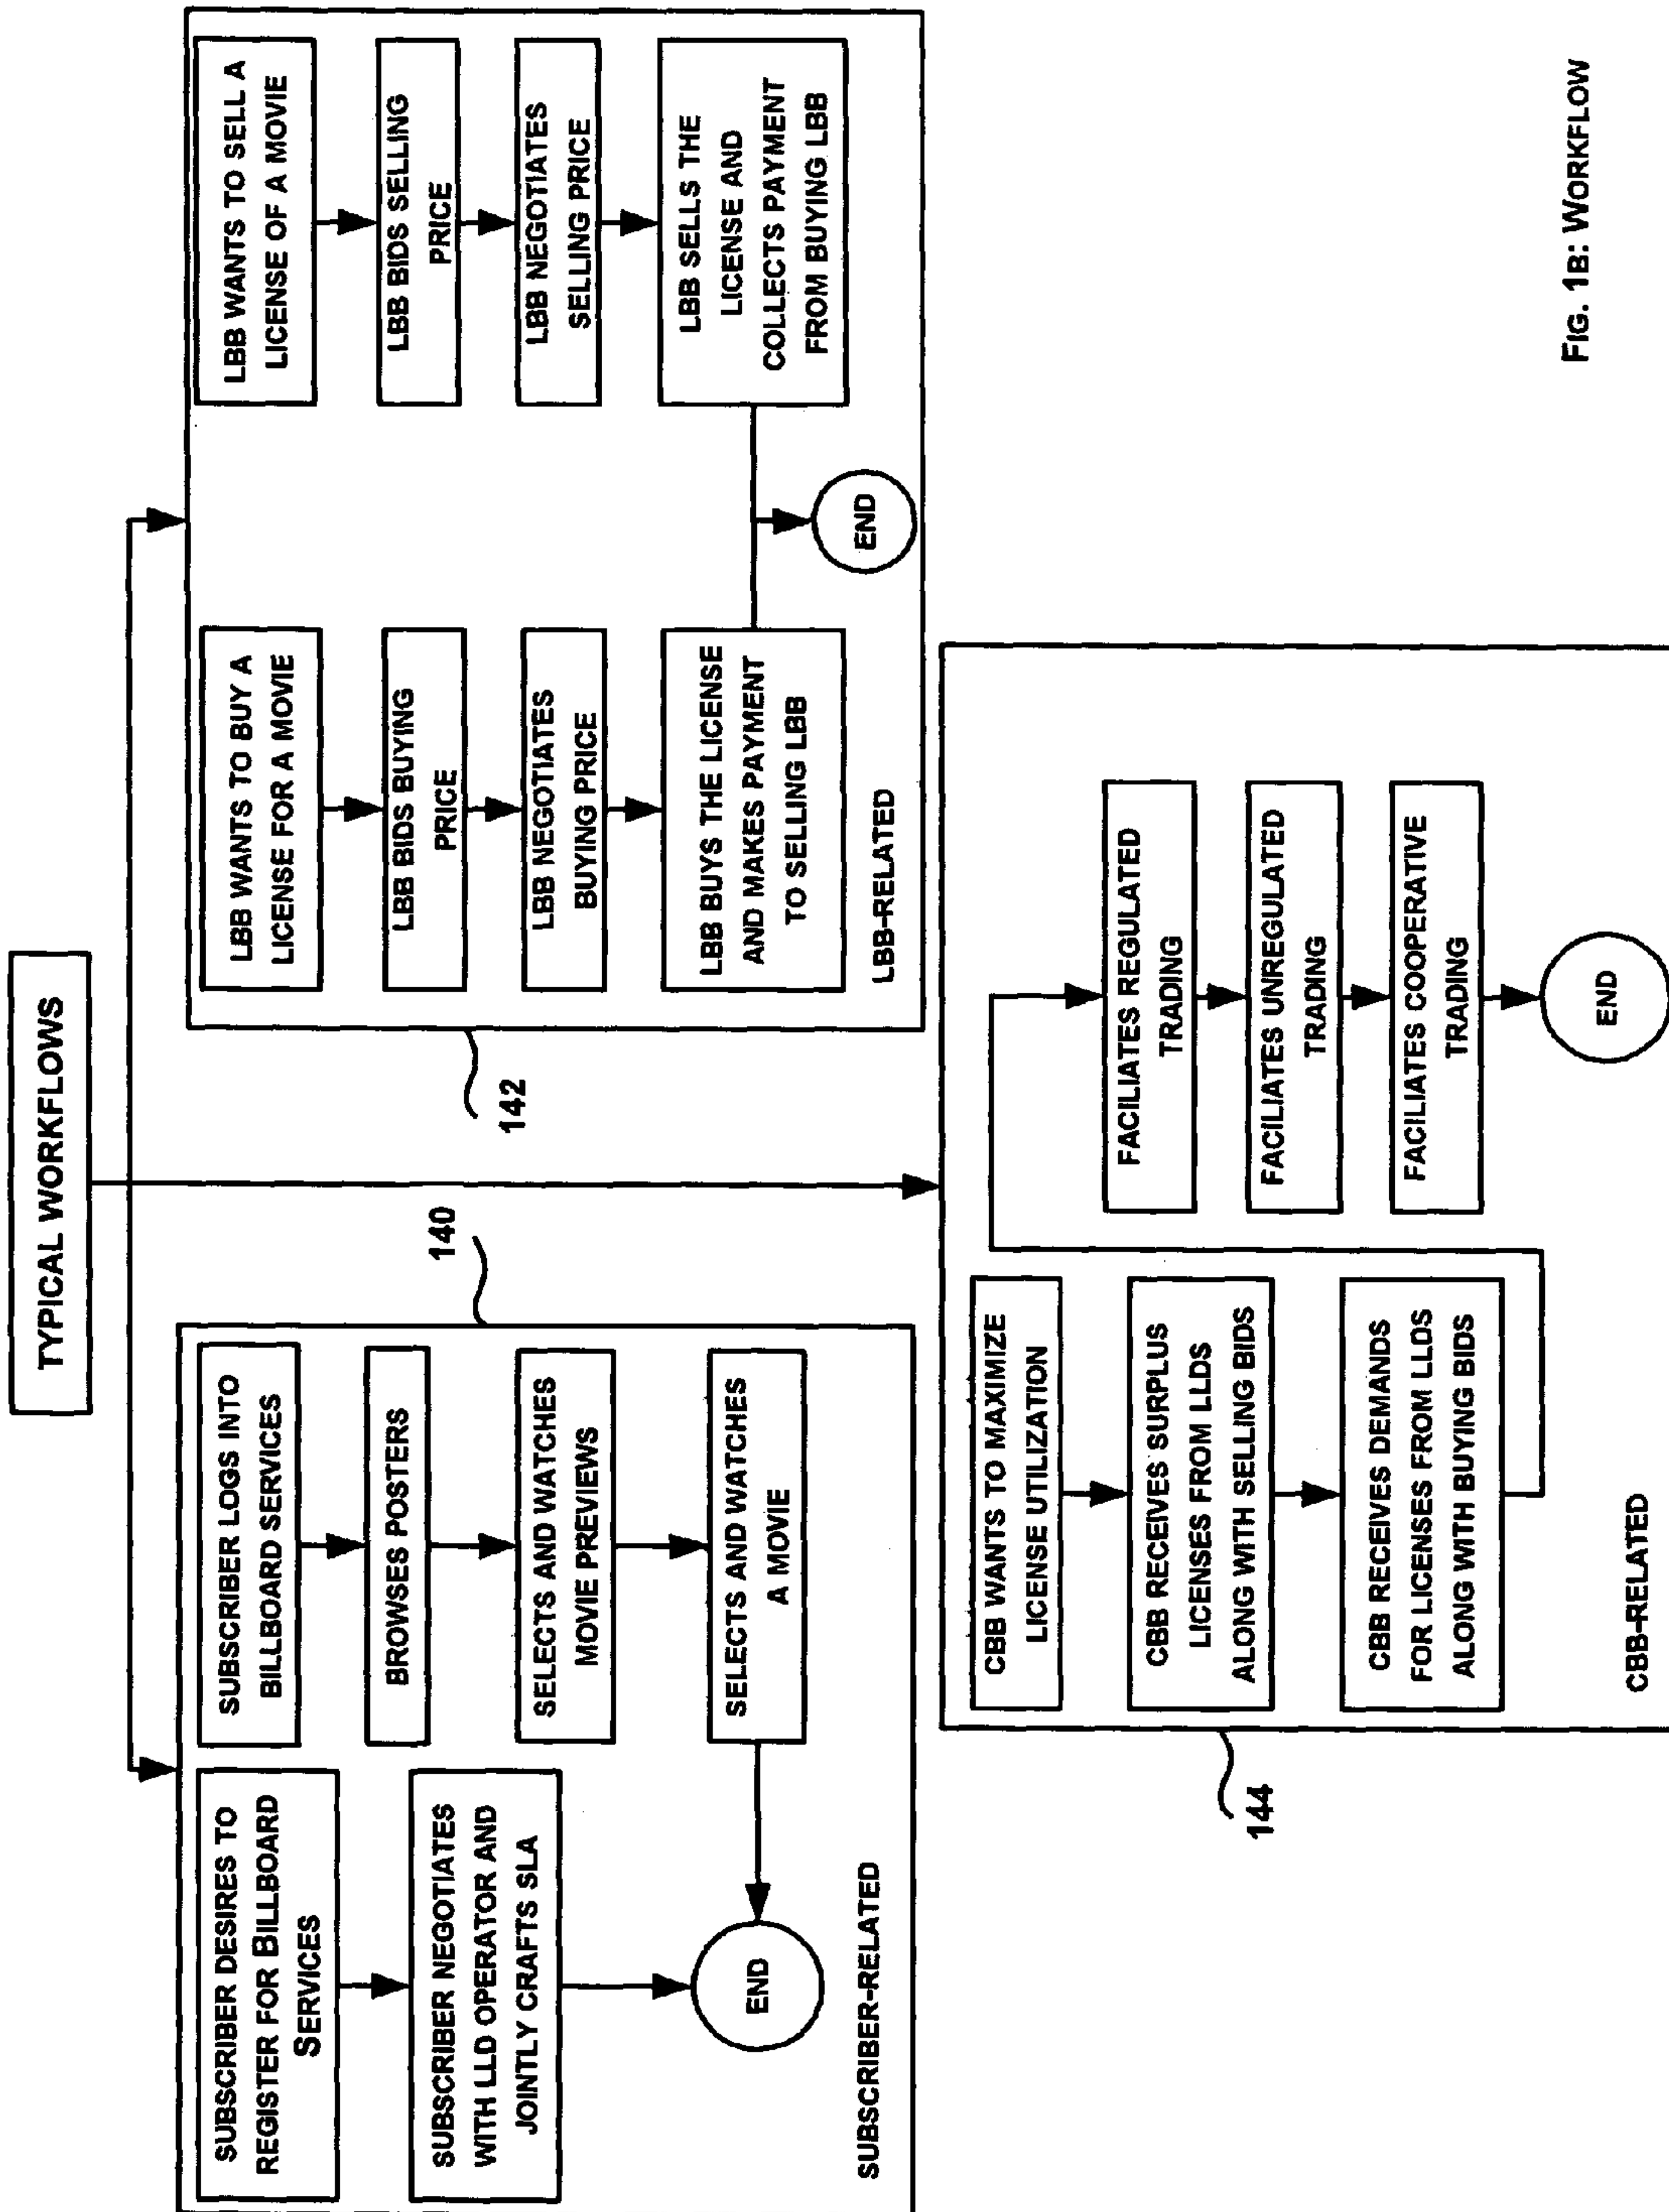 TYPICAL WORKFLOWS
140
SUBSCRIBER DESIRES TO
REGISTER FOR BILLBOARD
SERVICES
SUBSCRIBER NEGOTIATES
WITH LLD OPERATOR AND
JOINTLY CRAFTS SLA
SUBSCRIBER LOGS INTO
BILLBOARD SERVICES
BROWSES POSTERS
SELECTS AND WATCHES
MOVIE PREVIEWS
SELECTS AND WATCHES
A MOVIE
END
SUBSCRIBER-RELATED
142
LBB WANTS TO BUY A
LICENSE FOR A MOVIE
LBB BIDS BUYING
PRICE
LBB NEGOTIATES
BUYING PRICE
LBB BUYS THE LICENSE
AND MAKES PAYMENT
TO SELLING LBB
LBB WANTS TO SELL A
LICENSE OF A MOVIE
LBB BIDS SELLING
PRICE
LBB NEGOTIATES
SELLING PRICE
LBB SELLS THE
LICENSE AND
COLLECTS PAYMENT
FROM BUYING LBB
END
LBB-RELATED
144
CBB WANTS TO MAXIMIZE
LICENSE UTILIZATION
CBB RECEIVES SURPLUS
LICENSES FROM LLDS
ALONG WITH SELLING BIDS
CBB RECEIVES DEMANDS
FOR LICENSES FROM LLDS
ALONG WITH BUYING BIDS
FACILIATES REGULATED
TRADING
FACILIATES UNREGULATED
TRADING
FACILIATES COOPERATIVE
TRADING
END
CBB-RELATED
FIG. 1B: WORKFLOW